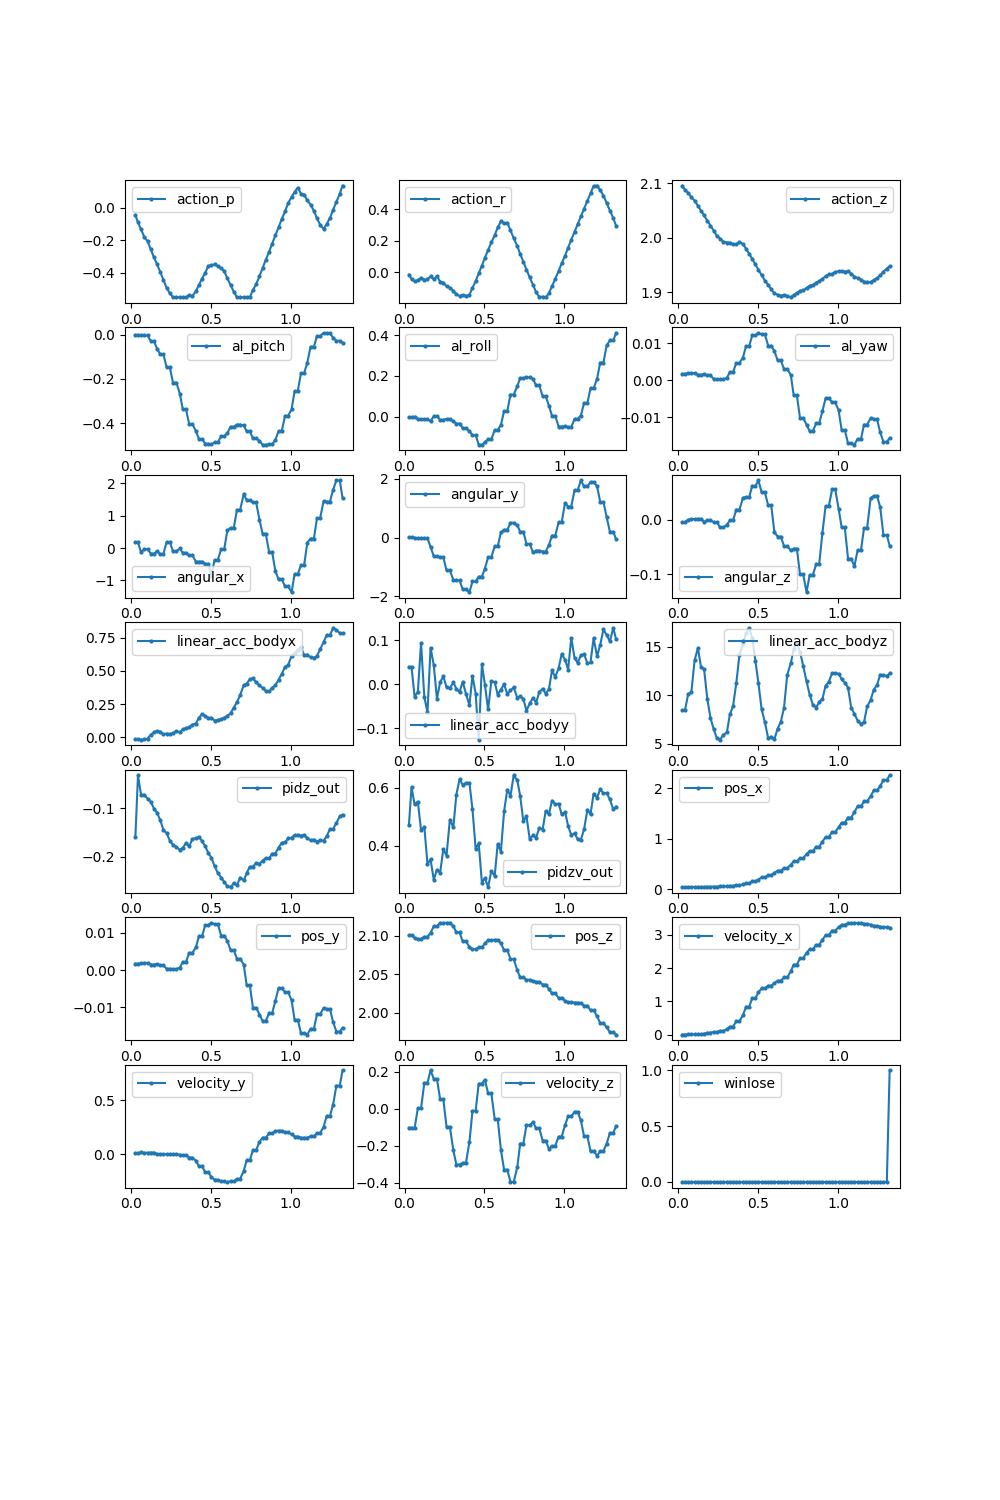 action_p
0.0
−0.2
−0.4
0.0 0.5 1.0
action_r
0.4
0.2
0.0
0.0 0.5 1.0
action_z
2.1
2.0
1.9
0.0 0.5 1.0
al_pitch
0.0
−0.2
−0.4
0.0 0.5 1.0
al_roll
0.4
0.2
0.0
0.0 0.5 1.0
al_yaw
0.01
0.00
−0.01
0.0 0.5 1.0
angular_x
2
1
0
−1
0.0 0.5 1.0
angular_y
2
0
−2
0.0 0.5 1.0
angular_z
0.0
−0.1
0.0 0.5 1.0
linear_acc_bodyx
0.75
0.50
0.25
0.00
0.0 0.5 1.0
linear_acc_bodyy
0.1
0.0
−0.1
0.0 0.5 1.0
linear_acc_bodyz
15
10
5
0.0 0.5 1.0
pidz_out
−0.1
−0.2
0.0 0.5 1.0
pidzv_out
0.6
0.4
0.0 0.5 1.0
pos_x
2
1
0
0.0 0.5 1.0
pos_y
0.01
0.00
−0.01
0.0 0.5 1.0
pos_z
2.10
2.05
2.00
0.0 0.5 1.0
velocity_x
3
2
1
0
0.0 0.5 1.0
velocity_y
0.5
0.0
0.0 0.5 1.0
velocity_z
0.2
0.0
−0.2
−0.4
0.0 0.5 1.0
winlose
1.0
0.5
0.0
0.0 0.5 1.0